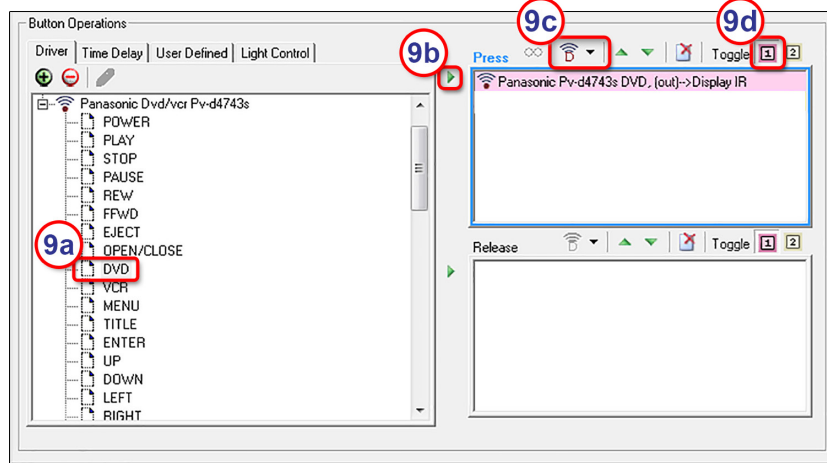 Button Operations
Driver Time Delay User Defined Light Control
9a
9b
9c
9d
Panasonic Dvd/vcr Pv-d4743s
POWER
PLAY
STOP
PAUSE
REW
FFWD
EJECT
OPEN/CLOSE
DVD
VCR
MENU
TITLE
ENTER
UP
DOWN
LEFT
RIGHT
Press Toggle 1 2
Panasonic Pv-d4743s DVD, (out)-->Display IR
Release Toggle 1 2